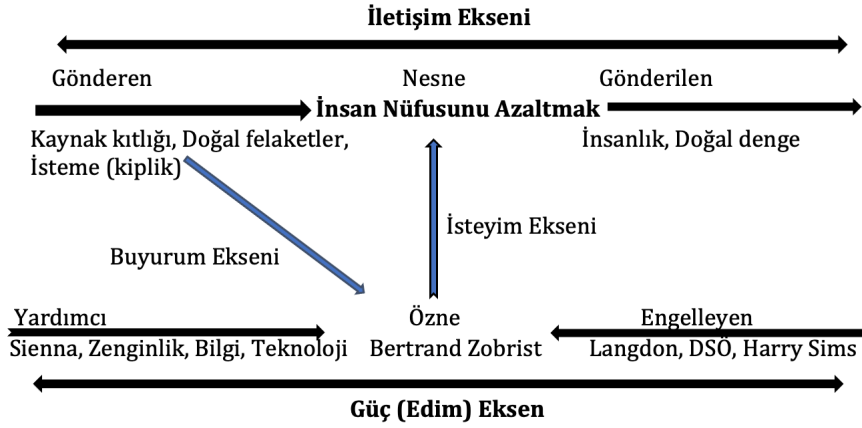 İletişim Ekseni
Gönderen
Nesne
Gönderilen
İnsan Nüfusunu Azaltmak
Kaynak kıtlığı, Doğal felaketler,
İsteme (kiplik)
İnsanlık, Doğal denge
İsteyim Ekseni
Buyurum Ekseni
Yardımcı
Özne
Engelleyen
Sienna, Zenginlik, Bilgi, Teknoloji
Bertrand Zobrist
Langdon, DSÖ, Harry Sims
Güç (Edim) Eksen